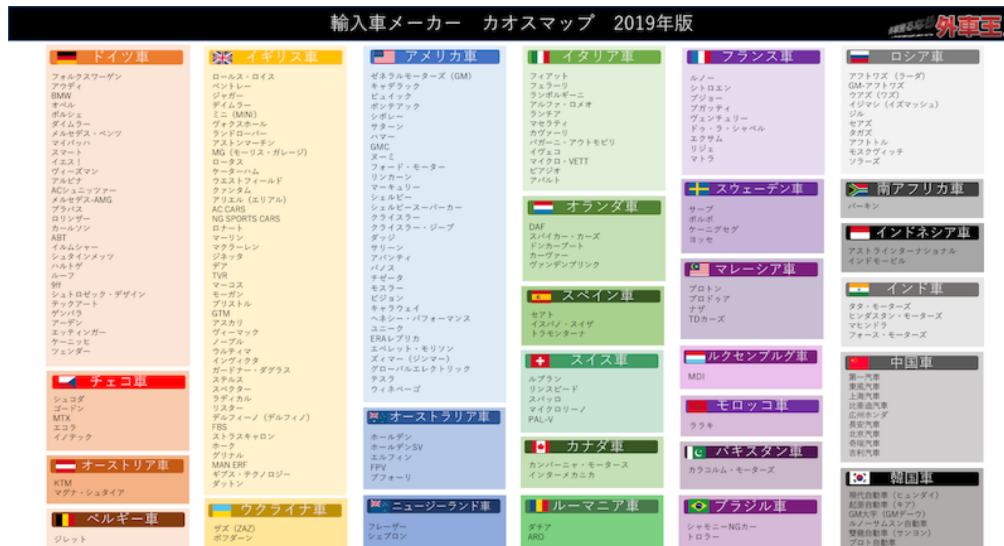 輸入車メーカー　カオスマップ　2019年版
外車王
ドイツ車
フォルクスワーゲン
アウディ
BMW
オペル
ポルシェ
ダイムラー
メルセデス・ベンツ
マイバッハ
スマート
イエス！
ヴィーズマン
アルピナ
ACシュニッツァー
メルセデス-AMG
ブラバス
ロリンザー
カールソン
ABT
イルムシャー
シュタインメッツ
ハルトゲ
ルーフ
9ff
シュトロゼック・デザイン
テックアート
ゲンバラ
アーデン
エッティンガー
ケーニッヒ
ツェンダー
チェコ車
シュコダ
ゴードン
MTX
エコラ
イノテック
オーストリア車
KTM
マグナ・シュタイア
ベルギー車
ジレット
イギリス車
ロールス・ロイス
ベントレー
ジャガー
デイムラー
ミニ (MINI)
ヴォクスホール
ランドローバー
アストンマーチン
MG (モーリス・ガレージ)
ロータス
ケーターハム
ウエストフィールド
クァンタム
アリエル (エリアル)
AC CARS
NG SPORTS CARS
ロナート
マーリン
マクラーレン
ジネッタ
デア
TVR
マーコス
モーガン
ブリストル
GTM
アスカリ
ヴィーマック
ノーブル
ウルティマ
インヴィクタ
ガードナー・ダグラス
ステルス
スペクター
ラディカル
リスター
デルフィーノ (デルフィノ)
FBS
ストラスキャロン
ホーク
グリナル
MAN ERF
ギブス・テクノロジー
ダットン
ウクライナ車
ザズ (ZAZ)
ボフダーン
アメリカ車
ゼネラルモーターズ (GM)
キャデラック
ビュイック
ポンテアック
シボレー
サターン
ハマー
GMC
ヌーミ
フォード・モーター
リンカーン
マーキュリー
シェルビー
シェルビースーパーカー
クライスラー
クライスラー・ジープ
ダッジ
サリーン
アバンティ
パノス
チゼータ
モスラー
ビジョン
キャラウェイ
ヘネシー・パフォーマンス
ユニーク
ERAレプリカ
エベレット・モリソン
ズィマー (ジンマー)
グローバルエレクトリック
テスラ
ウィネベーゴ
オーストラリア車
ホールデン
ホールデンSV
エルフィン
FPV
ブフォーリ
ニュージーランド車
フレーザー
シェブロン
イタリア車
フィアット
フェラーリ
ランボルギーニ
アルファ・ロメオ
ランチア
マセラティ
カヴァーリ
パガーニ・アウトモビリ
イヴェコ
マイクロ・VETT
ピアジオ
アバルト
オランダ車
DAF
スパイカー・カーズ
ドンカーブート
カーヴァー
ヴァンデンブリンク
スペイン車
セアト
イスパノ・スイザ
トラモンターナ
スイス車
ルブラン
リンスピード
スバッロ
マイクロリーノ
PAL-V
カナダ車
カンパーニャ・モータース
インターメカニカ
ルーマニア車
ダチア
ARO
フランス車
ルノー
シトロエン
プジョー
ブガッティ
ヴェンチュリー
ドゥ・ラ・シャペル
エクサム
リジェ
マトラ
スウェーデン車
サーブ
ボルボ
ケーニグセグ
ヨッセ
マレーシア車
プロトン
プロドゥア
ナザ
TDカーズ
ルクセンブルグ車
MDI
モロッコ車
ララキ
パキスタン車
カラコルム・モーターズ
ブラジル車
シャモニーNGカー
トロラー
ロシア車
アフトワズ (ラーダ)
GM-アフトワズ
ウアズ (ワズ)
イジマシ (イズマッシュ)
ジル
セアズ
タガズ
アフトトル
モスクヴィッチ
ソラーズ
南アフリカ車
バーキン
インドネシア車
アストラインターナショナル
インドモービル
インド車
タタ・モーターズ
ヒンダスタン・モーターズ
マヒンドラ
フォース・モーターズ
中国車
第一汽車
東風汽車
上海汽車
比亜迪汽車
広州ホンダ
長安汽車
北京汽車
奇瑞汽車
吉利汽車
韓国車
現代自動車 (ヒュンダイ)
起亜自動車 (キア)
GM大宇 (GMデーウ)
ルノーサムスン自動車
雙龍自動車 (サンヨン)
プロト自動車